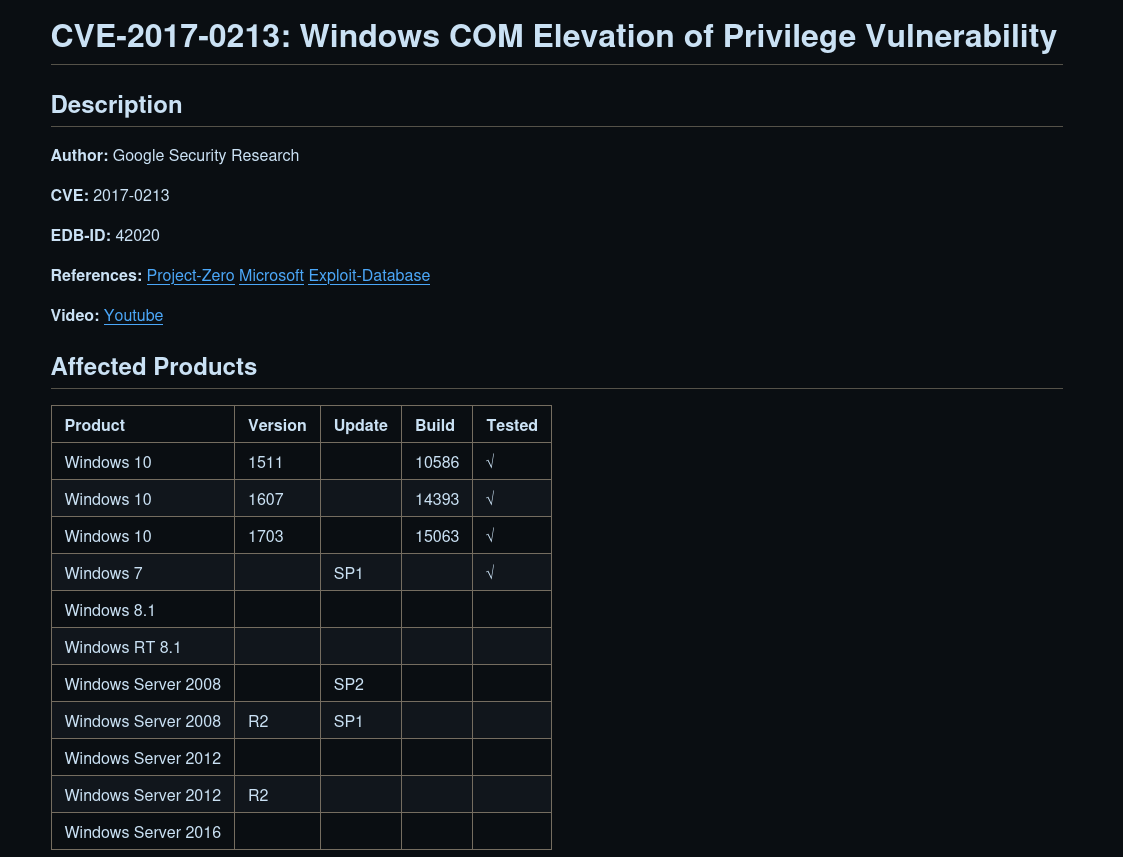 CVE-2017-0213: Windows COM Elevation of Privilege Vulnerability
Description
Author: Google Security Research
CVE: 2017-0213
EDB-ID: 42020
References: Project-Zero Microsoft Exploit-Database
Video: Youtube
Affected Products
Product Version Update Build Tested
Windows 10 1511 10586 √
Windows 10 1607 14393 √
Windows 10 1703 15063 √
Windows 7 SP1 √
Windows 8.1
Windows RT 8.1
Windows Server 2008 SP2
Windows Server 2008 R2 SP1
Windows Server 2012
Windows Server 2012 R2
Windows Server 2016